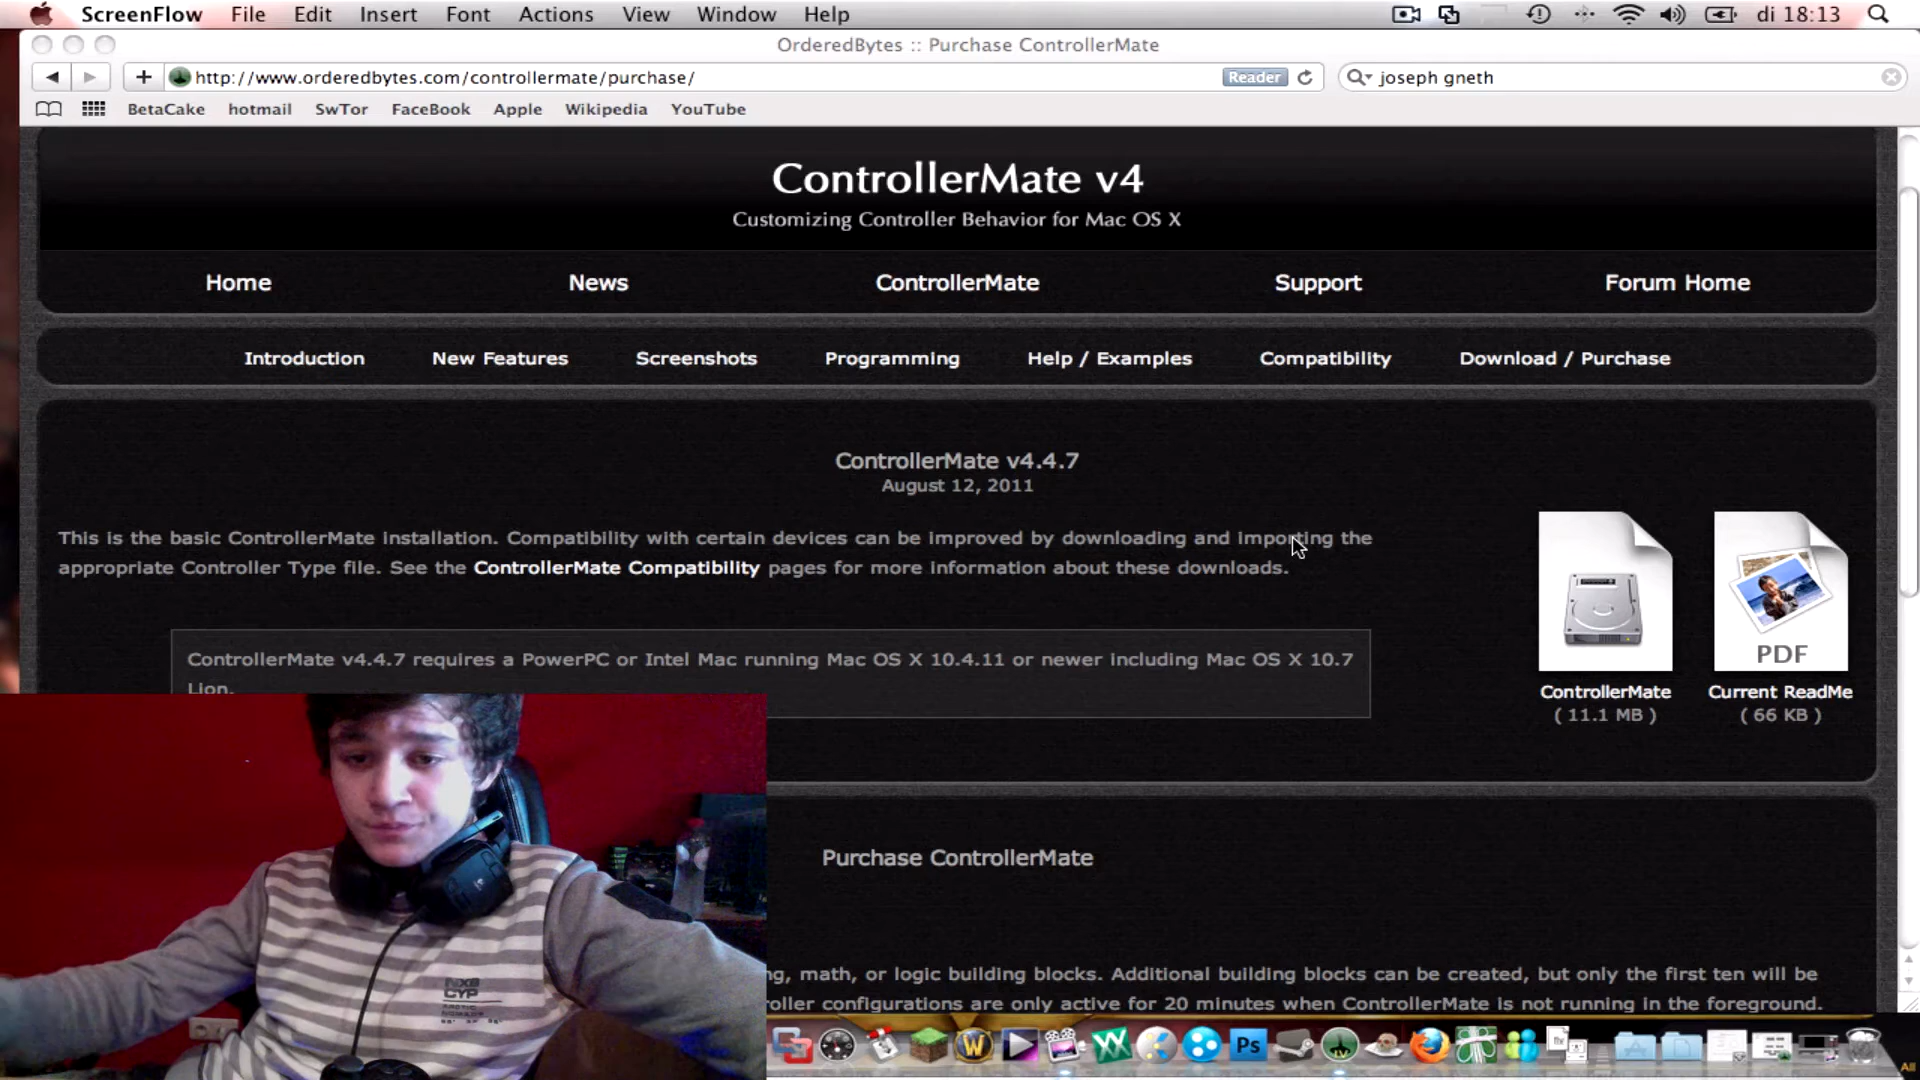 ScreenFlow File Edit Insert Font Actions View Window Help di 18:13
OrderedBytes :: Purchase ControllerMate
http://www.orderedbytes.com/controllermate/purchase/ Reader joseph gneth
BetaCake hotmail SwTor FaceBook Apple Wikipedia YouTube
ControllerMate v4
Customizing Controller Behavior for Mac OS X
Home News ControllerMate Support Forum Home
Introduction New Features Screenshots Programming Help / Examples Compatibility Download / Purchase
ControllerMate v4.4.7
August 12, 2011
This is the basic ControllerMate installation. Compatibility with certain devices can be improved by downloading and importing the
appropriate Controller Type file. See the ControllerMate Compatibility pages for more information about these downloads.
ControllerMate v4.4.7 requires a PowerPC or Intel Mac running Mac OS X 10.4.11 or newer including Mac OS X 10.7
Lion.
PDF
ControllerMate Current ReadMe
( 11.1 MB ) ( 66 KB )
Purchase ControllerMate
ng, math, or logic building blocks. Additional building blocks can be created, but only the first ten will be
oller configurations are only active for 20 minutes when ControllerMate is not running in the foreground.
NXG
CYP
W Ps